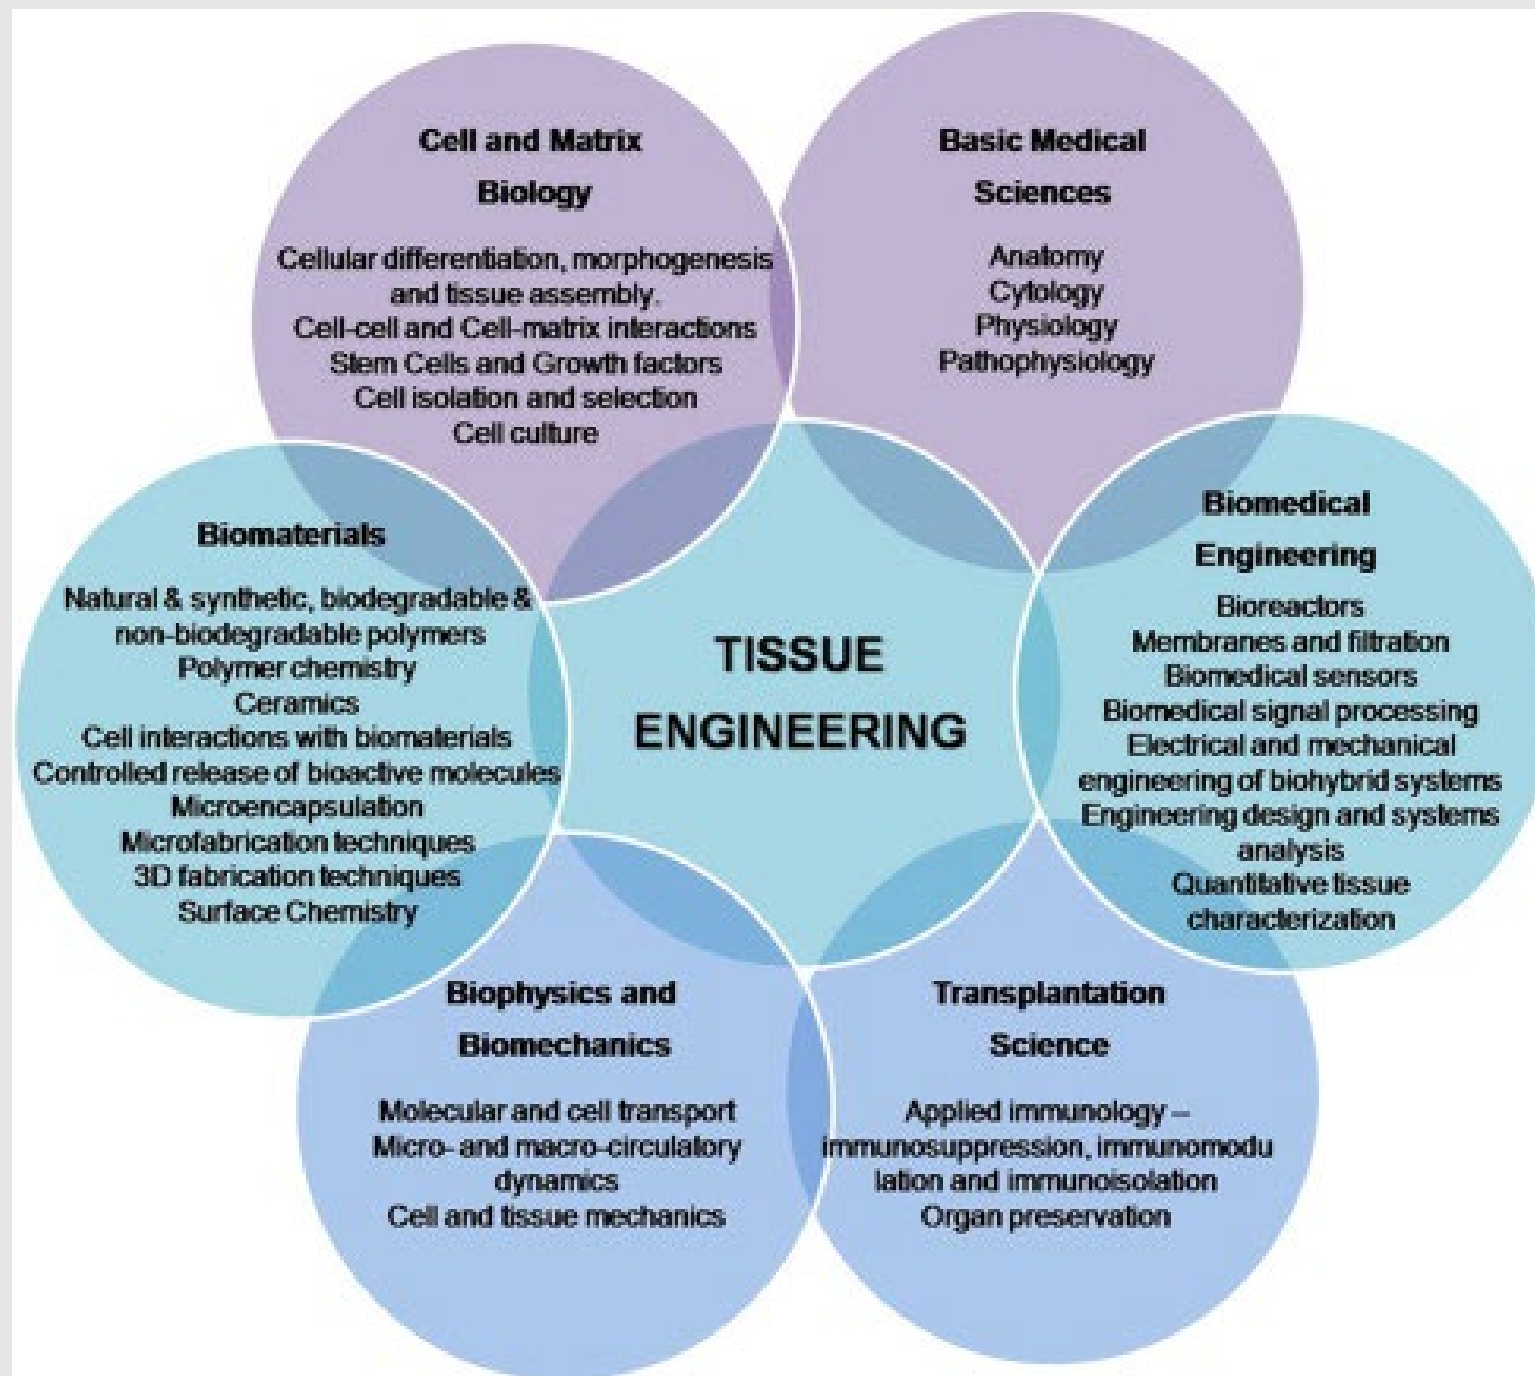 Cell and Matrix
Biology
Cellular differentiation, morphogenesis
and tissue assembly.
Cell-cell and Cell-matrix interactions
Stem Cells and Growth factors
Cell isolation and selection
Cell culture
Basic Medical
Sciences
Anatomy
Cytology
Physiology
Pathophysiology
Biomaterials
Natural & synthetic, biodegradable &
non-biodegradable polymers
Polymer chemistry
Ceramics
Cell interactions with biomaterials
Controlled release of bioactive molecules
Microencapsulation
Microfabrication techniques
3D fabrication techniques
Surface Chemistry
TISSUE
ENGINEERING
Biomedical
Engineering
Bioreactors
Membranes and filtration
Biomedical sensors
Biomedical signal processing
Electrical and mechanical
engineering of biohybrid systems
Engineering design and systems
analysis
Quantitative tissue
characterization
Biophysics and
Biomechanics
Molecular and cell transport
Micro- and macro-circulatory
dynamics
Cell and tissue mechanics
Transplantation
Science
Applied immunology –
immunosuppression, immunomodu
lation and immunoisolation
Organ preservation